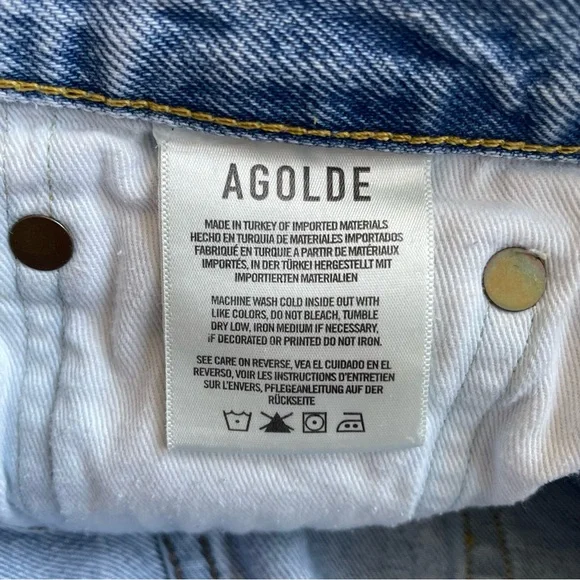 AGOLDE
MADE IN TURKEY OF IMPORTED MATERIALS
HECHO EN TURQUIA DE MATERIALES IMPORTADOS
FABRIQUÉ EN TURQUIE A PARTIR DE MATÉRIAUX
IMPORTÉS, IN DER TÜRKEI HERGESTELLT MIT
IMPORTIERTEN MATERIALIEN
MACHINE WASH COLD INSIDE OUT WITH
LIKE COLORS, DO NOT BLEACH, TUMBLE
DRY LOW, IRON MEDIUM IF NECESSARY,
iF DECORATED OR PRINTED DO NOT IRON.
SEE CARE ON REVERSE, VEA EL CUIDADO EN EL
REVERSO, VOIR LES INSTRUCTIONS D'ENTRETIEN
SUR L'ENVERS, PFLEGEANLEITUNG AUF DER
RÜCKSEITE